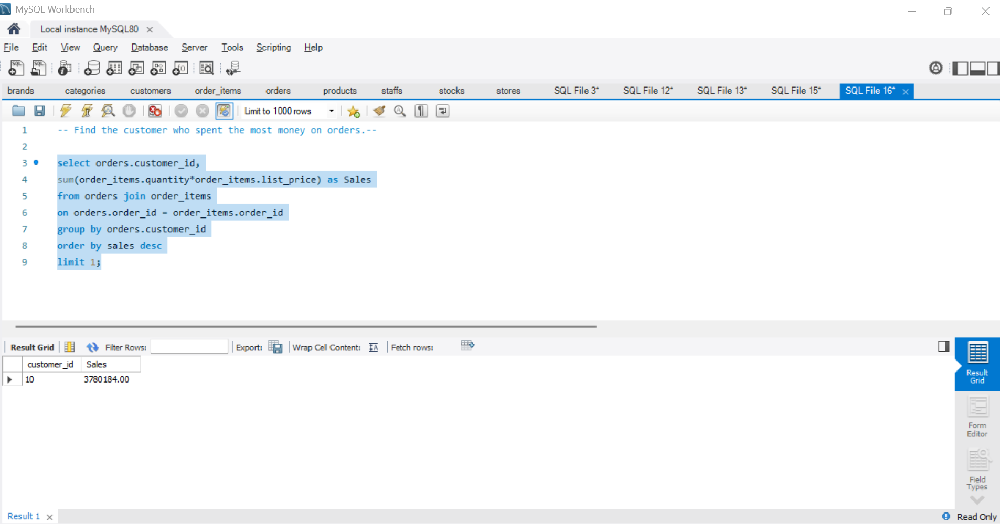 MySQL Workbench
Local instance MySQL80
File Edit View Query Database Server Tools Scripting Help
brands categories customers order_items orders products staffs stocks stores SQL File 3* SQL File 12* SQL File 13* SQL File 15* SQL File 16*
Limit to 1000 rows
1 -- Find the customer who spent the most money on orders.--
2
3 select orders.customer_id,
4 sum(order_items.quantity*order_items.list_price) as Sales
5 from orders join order_items
6 on orders.order_id = order_items.order_id
7 group by orders.customer_id
8 order by sales desc
9 limit 1;
Result Grid Filter Rows: Export: Wrap Cell Content: Fetch rows:
customer_id Sales
10 3780184.00
Result
Grid
Form
Editor
Field
Types
Result 1 Read Only